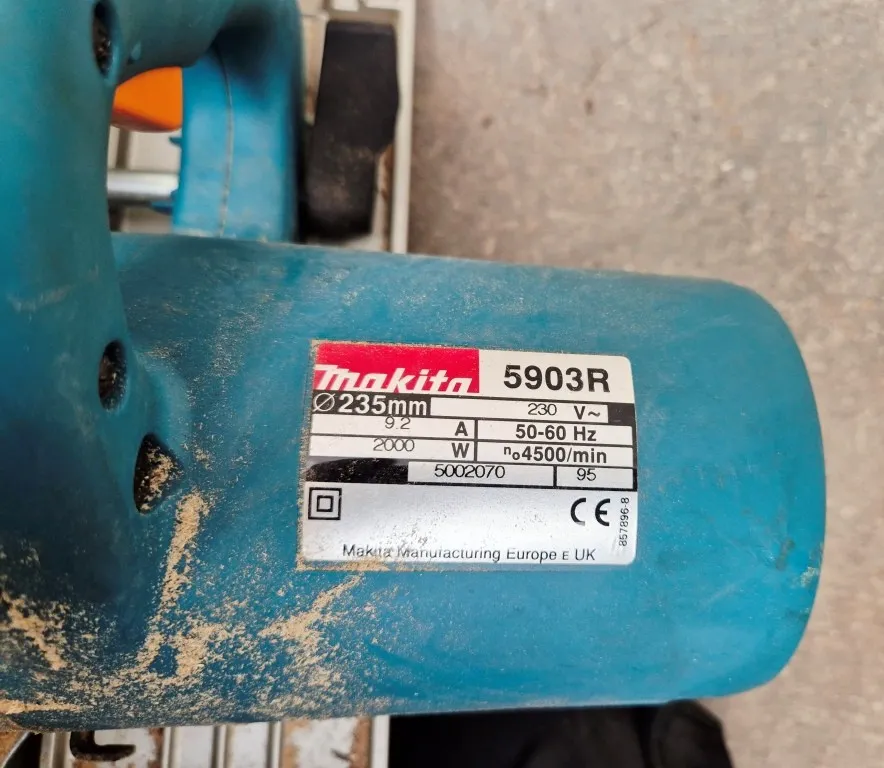 makita 5903R
Ø235mm 230 V~
9.2 A 50-60 Hz
2000 W n₀4500/min
5002070 95
CE
857896-8
Makita Manufacturing Europe E UK